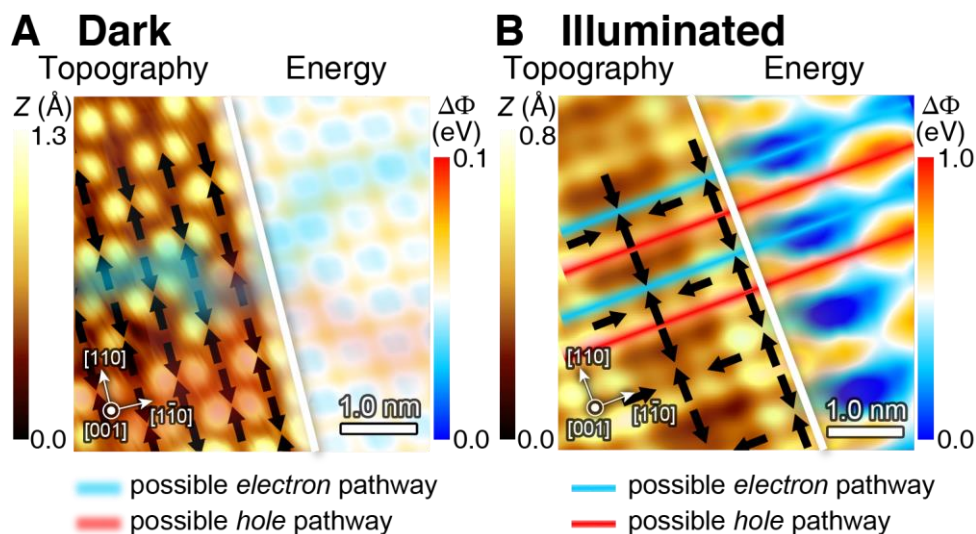 A Dark
Topography Energy
Z (Å)
1.3
0.0
ΔΦ
(eV)
0.1
0.0
[110]
[11̄0]
[001]
1.0 nm
possible electron pathway
possible hole pathway
B Illuminated
Topography Energy
Z (Å)
0.8
0.0
ΔΦ
(eV)
1.0
0.0
[110]
[11̄0]
[001]
1.0 nm
possible electron pathway
possible hole pathway